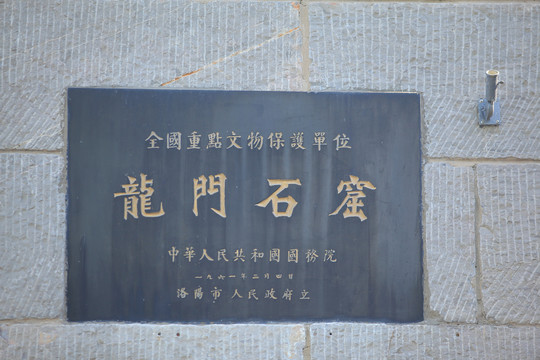 全國重點文物保護單位
龍門石窟
中華人民共和國國務院
一九六一年三月四日
洛陽市人民政府立